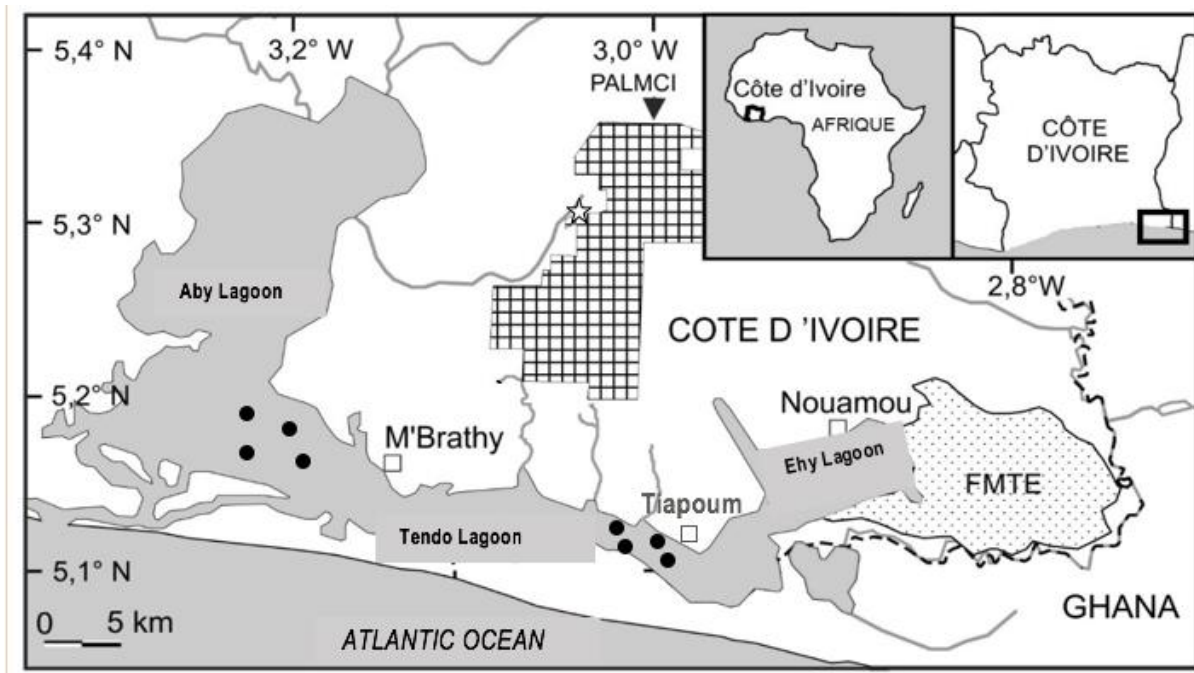 5,4° N
3,2° W
3,0° W
PALMCI
Côte d'Ivoire
AFRIQUE
CÔTE
D'IVOIRE
5,3° N
Aby Lagoon
2,8°W
COTE D 'IVOIRE
5,2° N
Nouamou
M'Brathy
Ehy Lagoon
FMTE
Tiapoum
Tendo Lagoon
5,1° N
GHANA
0 5 km
ATLANTIC OCEAN